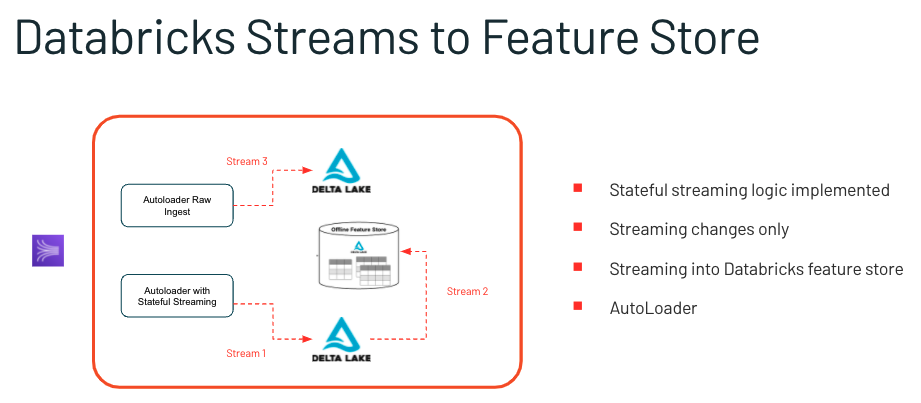 Databricks Streams to Feature Store
Stream 3
DELTA LAKE
Autoloader Raw
Ingest
Offline Feature Store
Autoloader with
Stateful Streaming
Stream 2
Stream 1
DELTA LAKE
Stateful streaming logic implemented
Streaming changes only
Streaming into Databricks feature store
AutoLoader